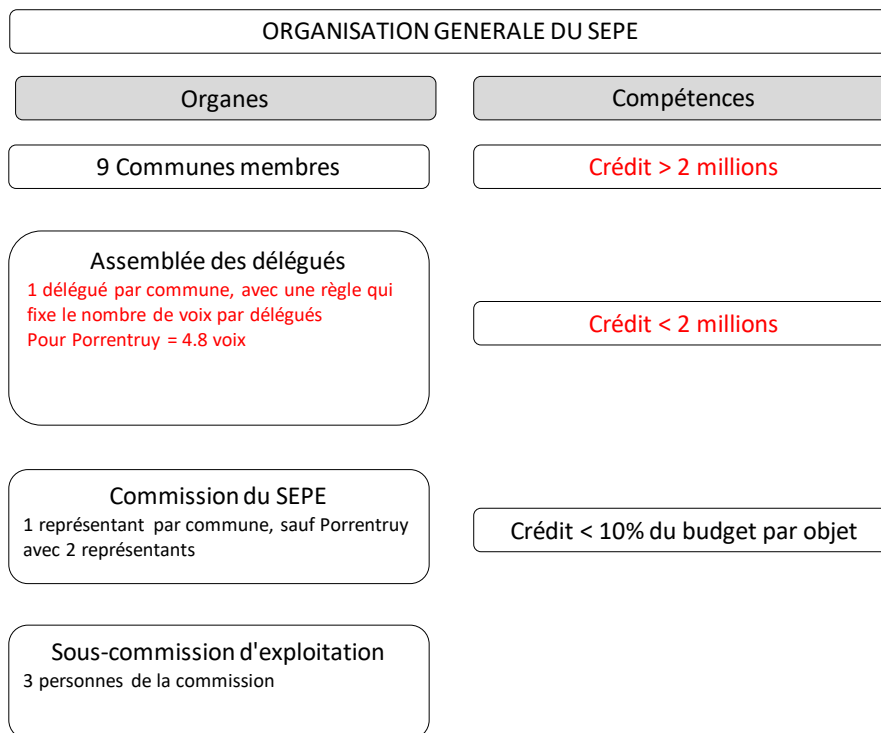 ORGANISATION GENERALE DU SEPE
Organes
Compétences
9 Communes membres
Crédit > 2 millions
Assemblée des délégués
1 délégué par commune, avec une règle qui
fixe le nombre de voix par délégués
Pour Porrentruy = 4.8 voix
Crédit < 2 millions
Commission du SEPE
1 représentant par commune, sauf Porrentruy
avec 2 représentants
Crédit < 10% du budget par objet
Sous-commission d'exploitation
3 personnes de la commission